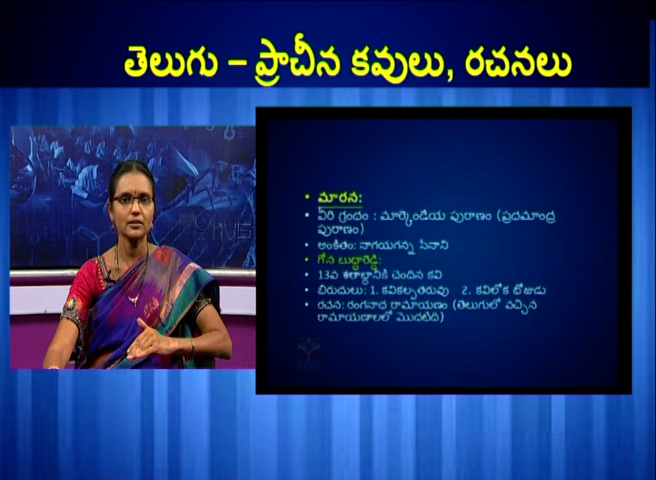 తెలుగు – ప్రాచీన కవులు, రచనలు
• మారన:
• వీరి గ్రంథం : మార్కండేయ పురాణం (ప్రథమాంధ్ర
పురాణం)
• అంకితం: నాగయగన్న సేనాని
• గోన బుద్ధారెడ్డి:
• 13వ శతాబ్దానికి చెందిన కవి
• బిరుదులు: 1. కవికల్పతరువు 2. కవిలోక భోజుడు
• రచన: రంగనాథ రామాయణం (తెలుగులో వచ్చిన
రామాయణాలలో మొదటిది)